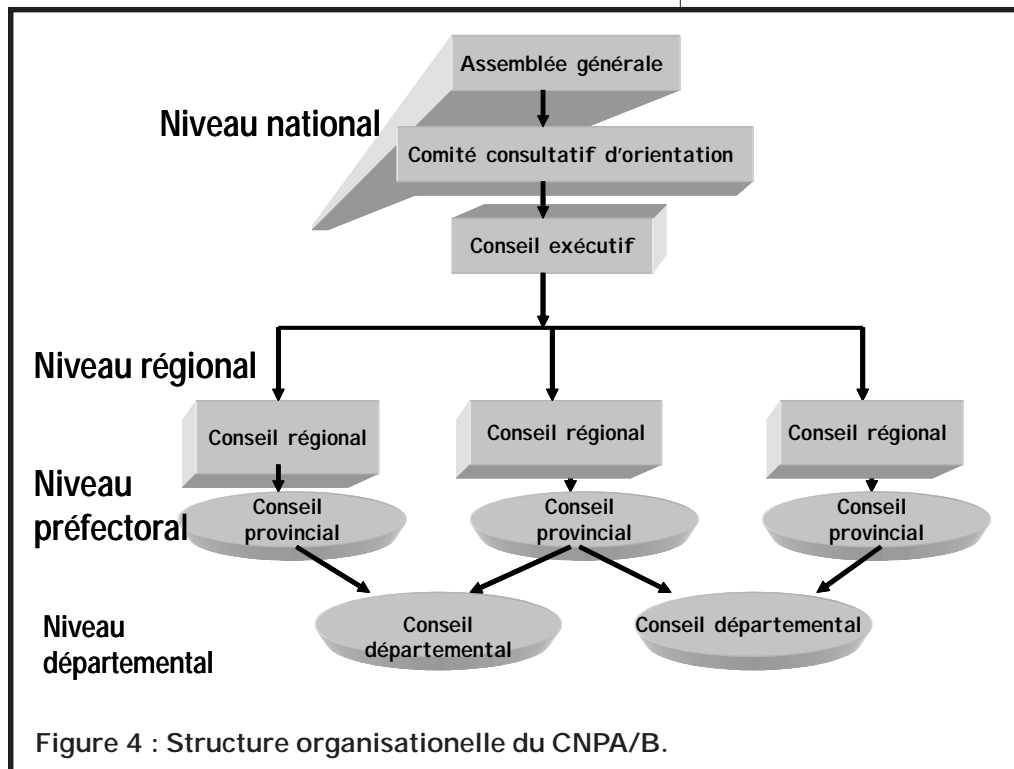 Assemblée générale
Niveau national
Comité consultatif d'orientation
Conseil exécutif
Niveau régional
Conseil régional
Conseil régional
Conseil régional
Niveau
préfectoral
Conseil
provincial
Conseil
provincial
Conseil
provincial
Niveau
départemental
Conseil
départemental
Conseil départemental
Figure 4 : Structure organisationelle du CNPA/B.